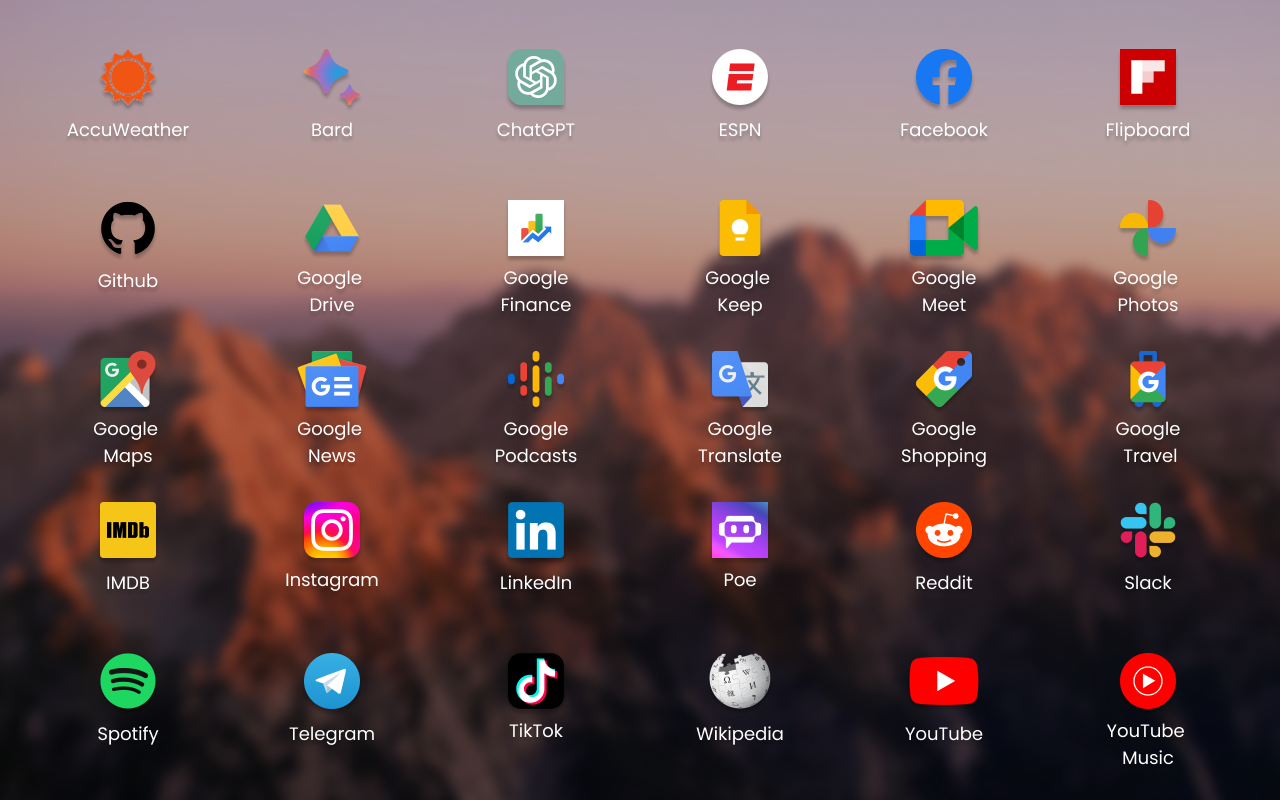 AccuWeather
Bard
ChatGPT
ESPN
Facebook
Flipboard
Github
Google
Drive
Google
Finance
Google
Keep
Google
Meet
Google
Photos
Google
Maps
Google
News
Google
Podcasts
Google
Translate
Google
Shopping
Google
Travel
IMDb
IMDB
Instagram
in
LinkedIn
Poe
Reddit
Slack
Spotify
Telegram
TikTok
Wikipedia
YouTube
YouTube
Music